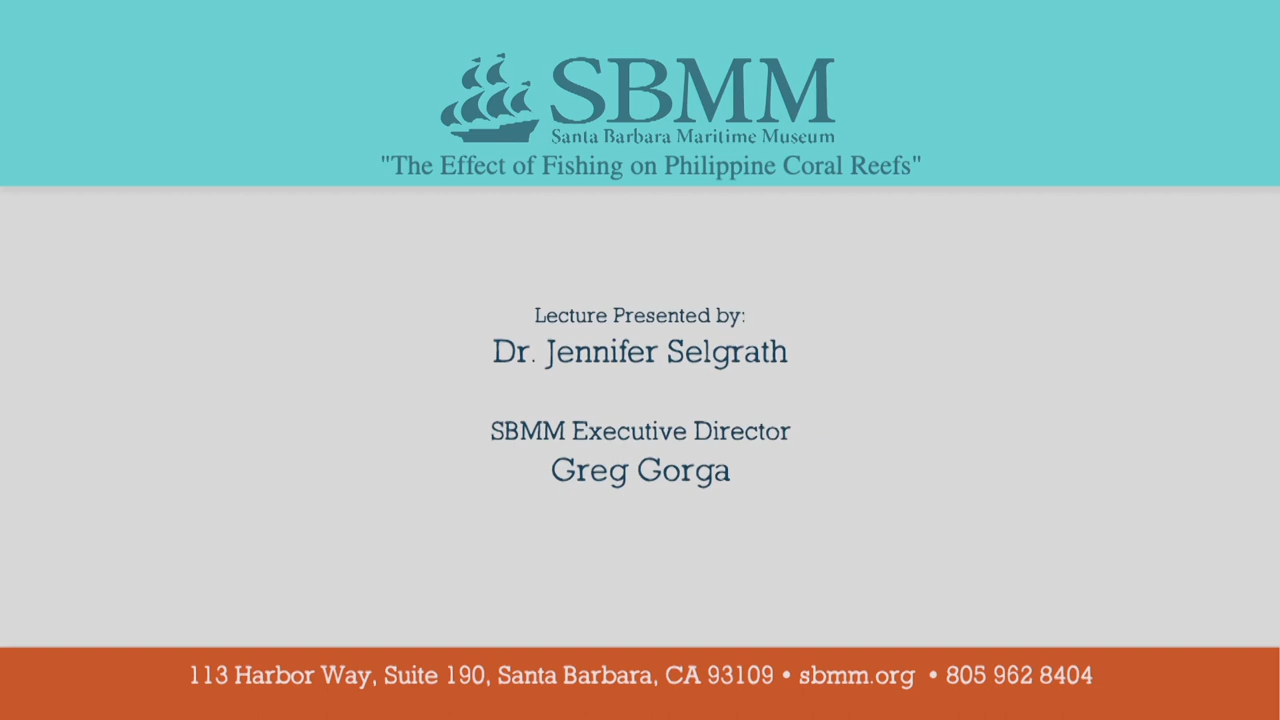 SBMM
Santa Barbara Maritime Museum
"The Effect of Fishing on Philippine Coral Reefs"
Lecture Presented by:
Dr. Jennifer Selgrath
SBMM Executive Director
Greg Gorga
113 Harbor Way, Suite 190, Santa Barbara, CA 93109 • sbmm.org • 805 962 8404